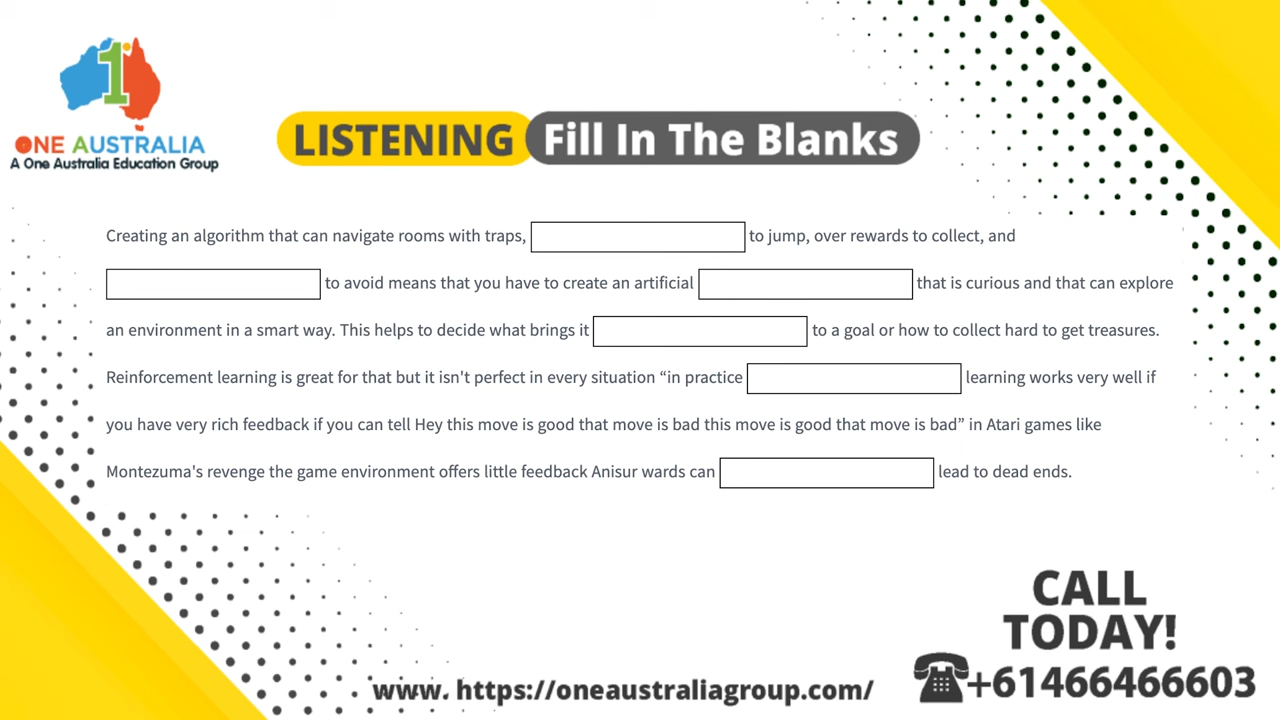 1
ONE AUSTRALIA
A One Australia Education Group
LISTENING Fill In The Blanks
Creating an algorithm that can navigate rooms with traps, to jump, over rewards to collect, and
to avoid means that you have to create an artificial that is curious and that can explore
an environment in a smart way. This helps to decide what brings it to a goal or how to collect hard to get treasures.
Reinforcement learning is great for that but it isn't perfect in every situation “in practice learning works very well if
you have very rich feedback if you can tell Hey this move is good that move is bad this move is good that move is bad” in Atari games like
Montezuma's revenge the game environment offers little feedback Anisur wards can lead to dead ends.
CALL
TODAY!
+61466466603
www. https://oneaustraliagroup.com/